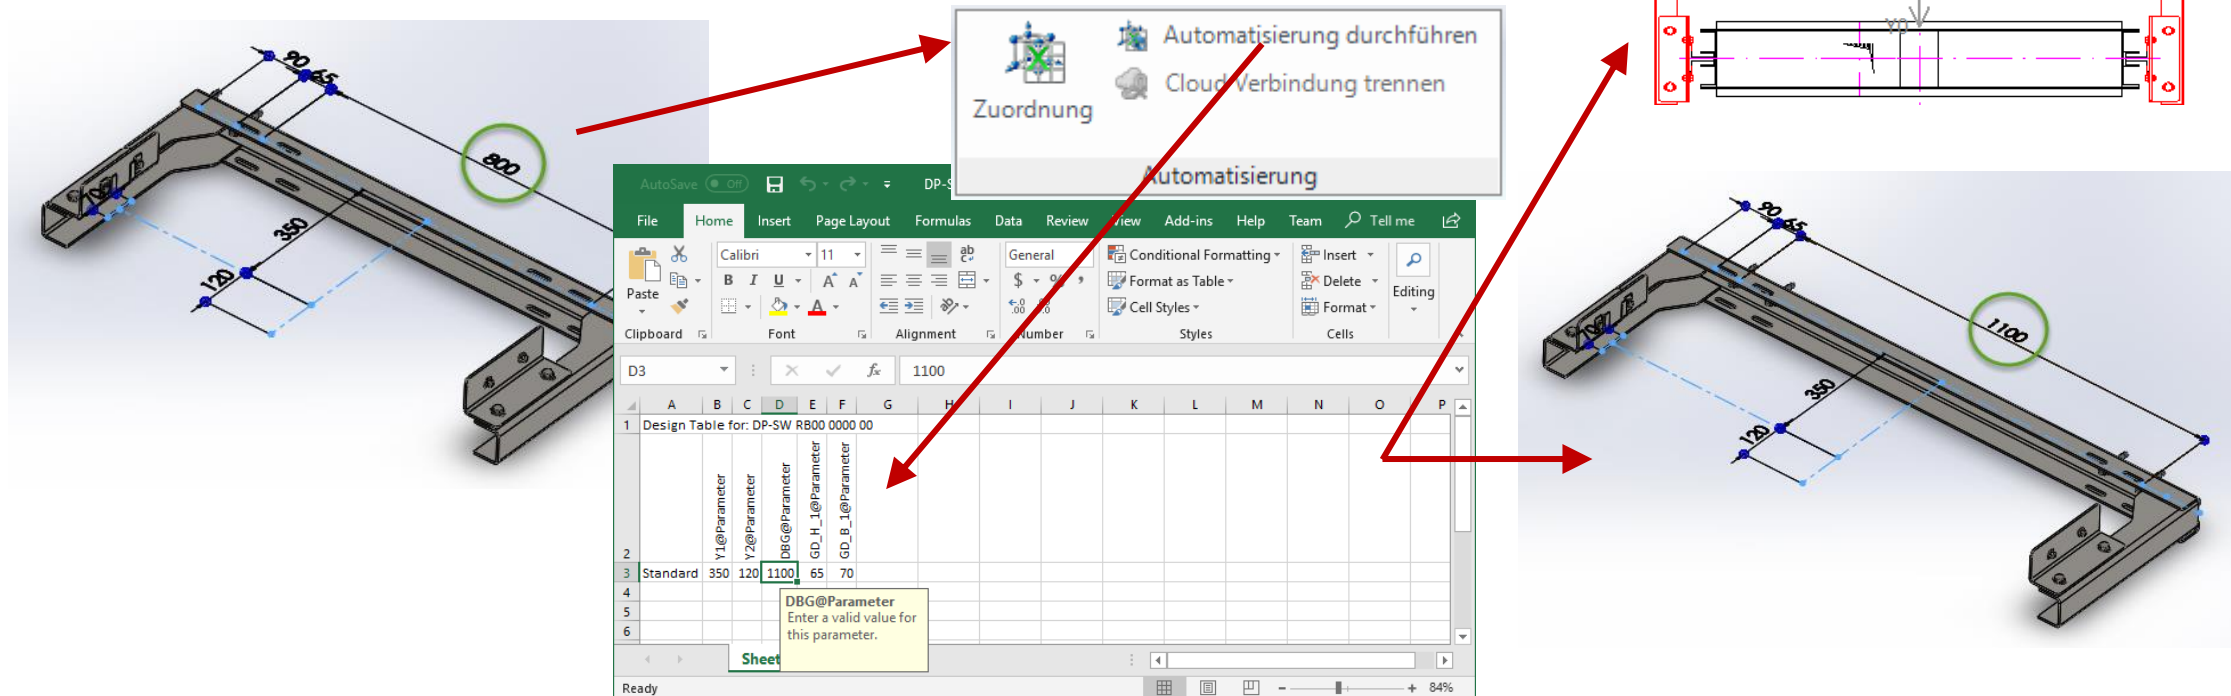 90
65
800
70
350
120
Automatisierung durchführen
Cloud Verbindung trennen
Zuordnung
Automatisierung
AutoSave Off
File Home Insert Page Layout Formulas Data Review View Add-ins Help Team Tell me
Calibri 11
General
Conditional Formatting
Insert
Paste
B I U A A
$ % ,
Format as Table
Delete
Editing
Cell Styles
Format
Clipboard Font Alignment Number Styles Cells
D3 fx 1100
A B C D E F G H I J K L M N O P
1 Design Table for: DP-SW RB00 0000 00
2 Y1@Parameter Y2@Parameter DBG@Parameter GD_H_1@Parameter GD_B_1@Parameter
3 Standard 350 120 1100 65 70
4
5
6
DBG@Parameter
Enter a valid value for
this parameter.
Ready
84%
90
65
1100
70
350
120